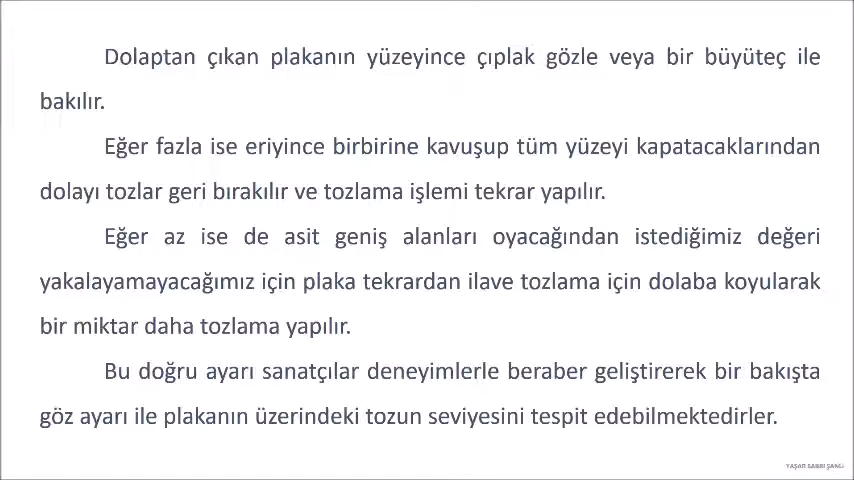 Dolaptan çıkan plakanın yüzeyince çıplak gözle veya bir büyüteç ile
bakılır.
Eğer fazla ise eriyince birbirine kavuşup tüm yüzeyi kapatacaklarından
dolayı tozlar geri bırakılır ve tozlama işlemi tekrar yapılır.
Eğer az ise de asit geniş alanları oyacağından istediğimiz değeri
yakalayamayacağımız için plaka tekrardan ilave tozlama için dolaba koyularak
bir miktar daha tozlama yapılır.
Bu doğru ayarı sanatçılar deneyimlerle beraber geliştirerek bir bakışta
göz ayarı ile plakanın üzerindeki tozun seviyesini tespit edebilmektedirler.
YAŞAR SABRİ ŞANLI